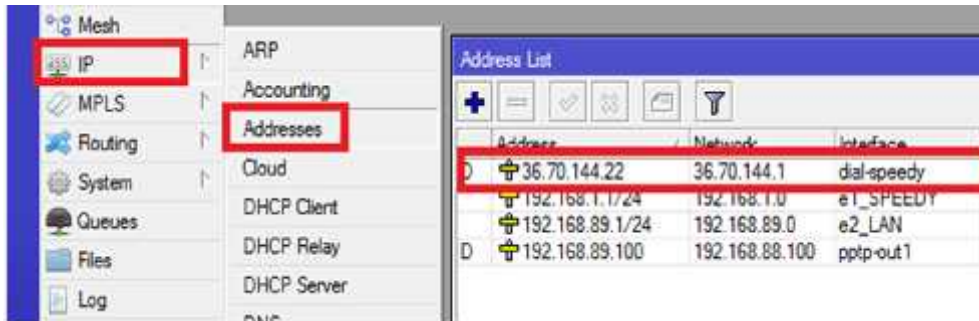 Mesh
IP
MPLS
Routing
System
Queues
Files
Log
ARP
Accounting
Addresses
Cloud
DHCP Client
DHCP Relay
DHCP Server
DNS
Address List
Address / Network Interface
D 36.70.144.22 36.70.144.1 dial-speedy
192.168.1.1/24 192.168.1.0 e1_SPEEDY
192.168.89.1/24 192.168.89.0 e2_LAN
D 192.168.89.100 192.168.88.100 pptp-out1